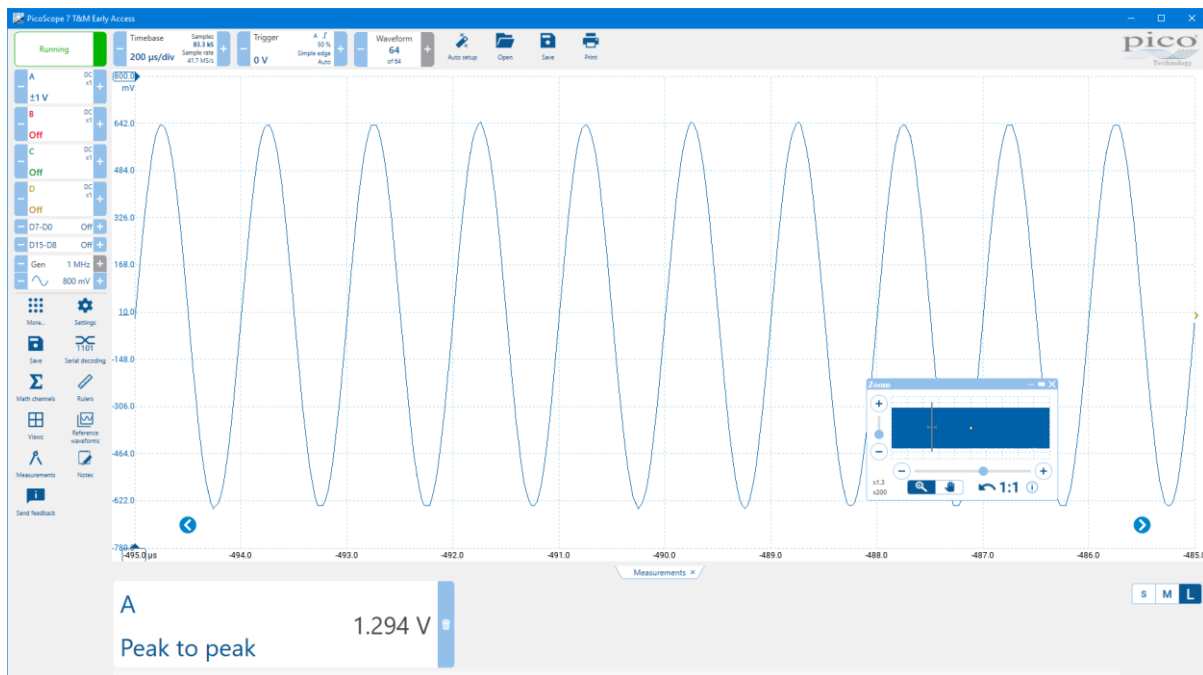 PicoScope 7 T&M Early Access
Running
Timebase
200 µs/div
Samples
83.3 kS
Sample rate
41.7 MS/s
Trigger
0 V
A
50 %
Simple edge
Auto
Waveform
64
of 64
Auto setup
Open
Save
Print
pico
Technology
A
DC
x1
±1 V
B
DC
x1
Off
C
DC
x1
Off
D
DC
x1
Off
D7-D0 Off
D15-D8 Off
Gen 1 MHz
800 mV
More...
Settings
Save
1101
Serial decoding
Math channels
Rulers
Views
Reference
waveforms
Measurements
Notes
Send feedback
800.0
mV
642.0
484.0
326.0
168.0
10.0
-148.0
-306.0
-464.0
-622.0
-495.0 µs
-494.0
-493.0
-492.0
-491.0
-490.0
-489.0
-488.0
-487.0
-486.0
-485.0
Zoom
x1.3
x200
1:1
Measurements ×
S M L
A
Peak to peak
1.294 V